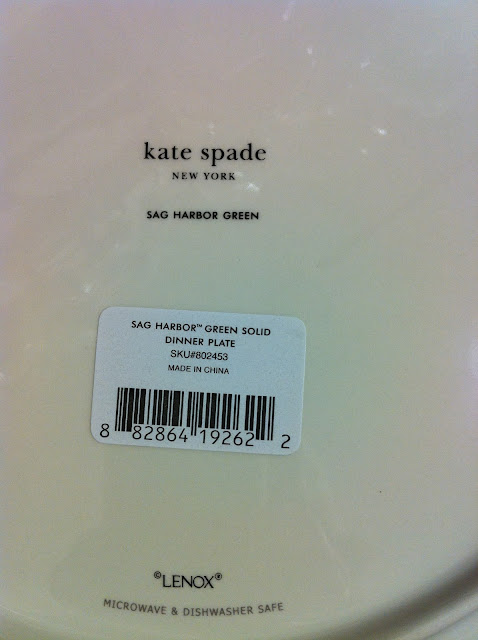 kate spade
NEW YORK
SAG HARBOR GREEN
SAG HARBOR™ GREEN SOLID
DINNER PLATE
SKU#802453
MADE IN CHINA
8 82864 19262 2
©LENOX®
MICROWAVE & DISHWASHER SAFE